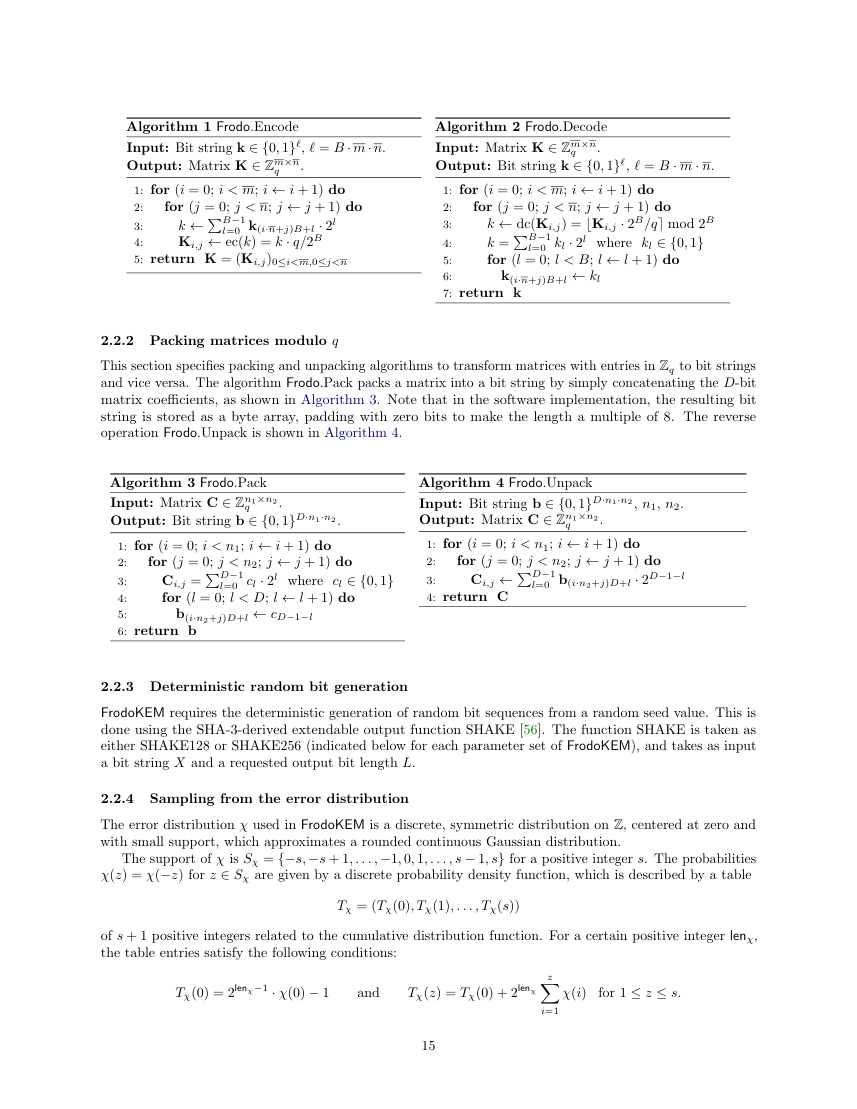 Algorithm 1 Frodo.Encode
Input: Bit string k ∈ {0, 1}^ℓ, ℓ = B · m̅ · n̅.
Output: Matrix K ∈ ℤ_q^{m̅×n̅}.
1: for (i = 0; i < m̅; i ← i + 1) do
2: for (j = 0; j < n̅; j ← j + 1) do
3: k ← ∑_{l=0}^{B−1} k_{(i·n̅+j)B+l} · 2^l
4: K_{i,j} ← ec(k) = k · q/2^B
5: return K = (K_{i,j})_{0≤i<m̅,0≤j<n̅}
Algorithm 2 Frodo.Decode
Input: Matrix K ∈ ℤ_q^{m̅×n̅}.
Output: Bit string k ∈ {0, 1}^ℓ, ℓ = B · m̅ · n̅.
1: for (i = 0; i < m̅; i ← i + 1) do
2: for (j = 0; j < n̅; j ← j + 1) do
3: k ← dc(K_{i,j}) = ⌊K_{i,j} · 2^B/q⌉ mod 2^B
4: k = ∑_{l=0}^{B−1} k_l · 2^l where k_l ∈ {0, 1}
5: for (l = 0; l < B; l ← l + 1) do
6: k_{(i·n̅+j)B+l} ← k_l
7: return k
2.2.2 Packing matrices modulo q
This section specifies packing and unpacking algorithms to transform matrices with entries in ℤ_q to bit strings
and vice versa. The algorithm Frodo.Pack packs a matrix into a bit string by simply concatenating the D-bit
matrix coefficients, as shown in Algorithm 3. Note that in the software implementation, the resulting bit
string is stored as a byte array, padding with zero bits to make the length a multiple of 8. The reverse
operation Frodo.Unpack is shown in Algorithm 4.
Algorithm 3 Frodo.Pack
Input: Matrix C ∈ ℤ_q^{n_1×n_2}.
Output: Bit string b ∈ {0, 1}^{D·n_1·n_2}.
1: for (i = 0; i < n_1; i ← i + 1) do
2: for (j = 0; j < n_2; j ← j + 1) do
3: C_{i,j} = ∑_{l=0}^{D−1} c_l · 2^l where c_l ∈ {0, 1}
4: for (l = 0; l < D; l ← l + 1) do
5: b_{(i·n_2+j)D+l} ← c_{D−1−l}
6: return b
Algorithm 4 Frodo.Unpack
Input: Bit string b ∈ {0, 1}^{D·n_1·n_2}, n_1, n_2.
Output: Matrix C ∈ ℤ_q^{n_1×n_2}.
1: for (i = 0; i < n_1; i ← i + 1) do
2: for (j = 0; j < n_2; j ← j + 1) do
3: C_{i,j} ← ∑_{l=0}^{D−1} b_{(i·n_2+j)D+l} · 2^{D−1−l}
4: return C
2.2.3 Deterministic random bit generation
FrodoKEM requires the deterministic generation of random bit sequences from a random seed value. This is
done using the SHA-3-derived extendable output function SHAKE [56]. The function SHAKE is taken as
either SHAKE128 or SHAKE256 (indicated below for each parameter set of FrodoKEM), and takes as input
a bit string X and a requested output bit length L.
2.2.4 Sampling from the error distribution
The error distribution χ used in FrodoKEM is a discrete, symmetric distribution on ℤ, centered at zero and
with small support, which approximates a rounded continuous Gaussian distribution.
The support of χ is S_χ = {−s, −s + 1, . . . , −1, 0, 1, . . . , s − 1, s} for a positive integer s. The probabilities
χ(z) = χ(−z) for z ∈ S_χ are given by a discrete probability density function, which is described by a table
T_χ = (T_χ(0), T_χ(1), . . . , T_χ(s))
of s + 1 positive integers related to the cumulative distribution function. For a certain positive integer len_χ,
the table entries satisfy the following conditions:
T_χ(0) = 2^{len_χ−1} · χ(0) − 1 and T_χ(z) = T_χ(0) + 2^{len_χ} ∑_{i=1}^{z} χ(i) for 1 ≤ z ≤ s.
15